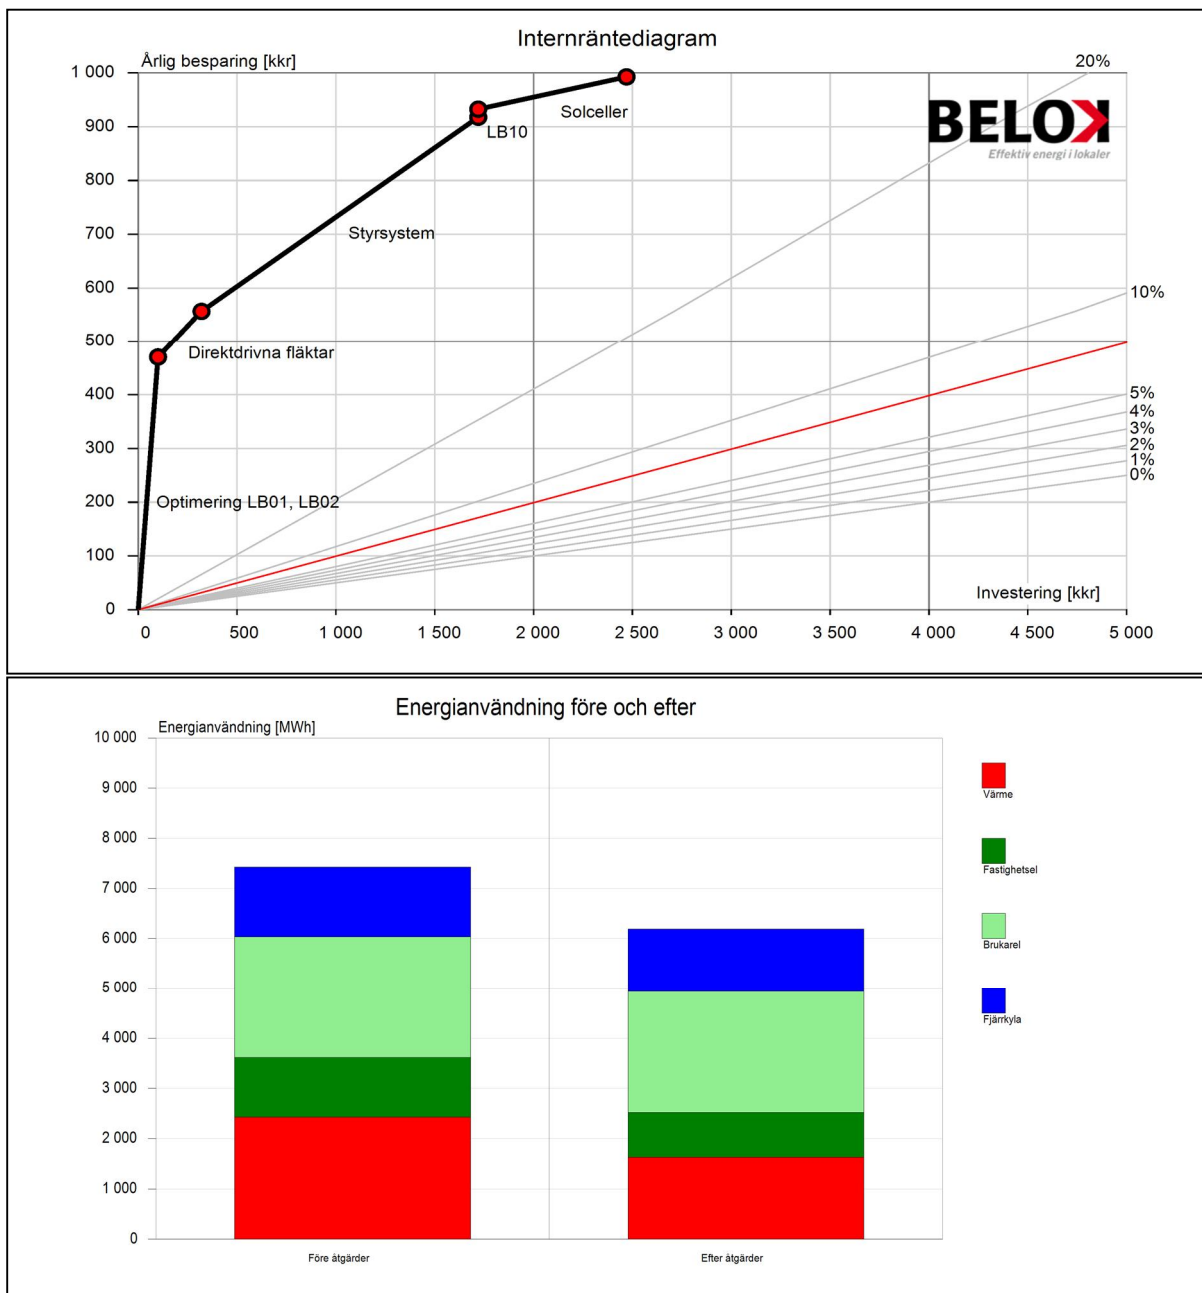 Internräntediagram
Årlig besparing [kkr]
20%
1 000
BELOK
Effektiv energi i lokaler
Solceller
LB10
900
800
700
Styrsystem
600
10%
500
Direktdrivna fläktar
400
5%
4%
3%
300
2%
1%
0%
200
Optimering LB01, LB02
100
Investering [kkr]
0
0 500 1 000 1 500 2 000 2 500 3 000 3 500 4 000 4 500 5 000
Energianvändning före och efter
Energianvändning [MWh]
10 000
9 000
8 000
7 000
6 000
5 000
4 000
3 000
2 000
1 000
0
Före åtgärder
Efter åtgärder
Värme
Fastighetsel
Brukarel
Fjärrkyla